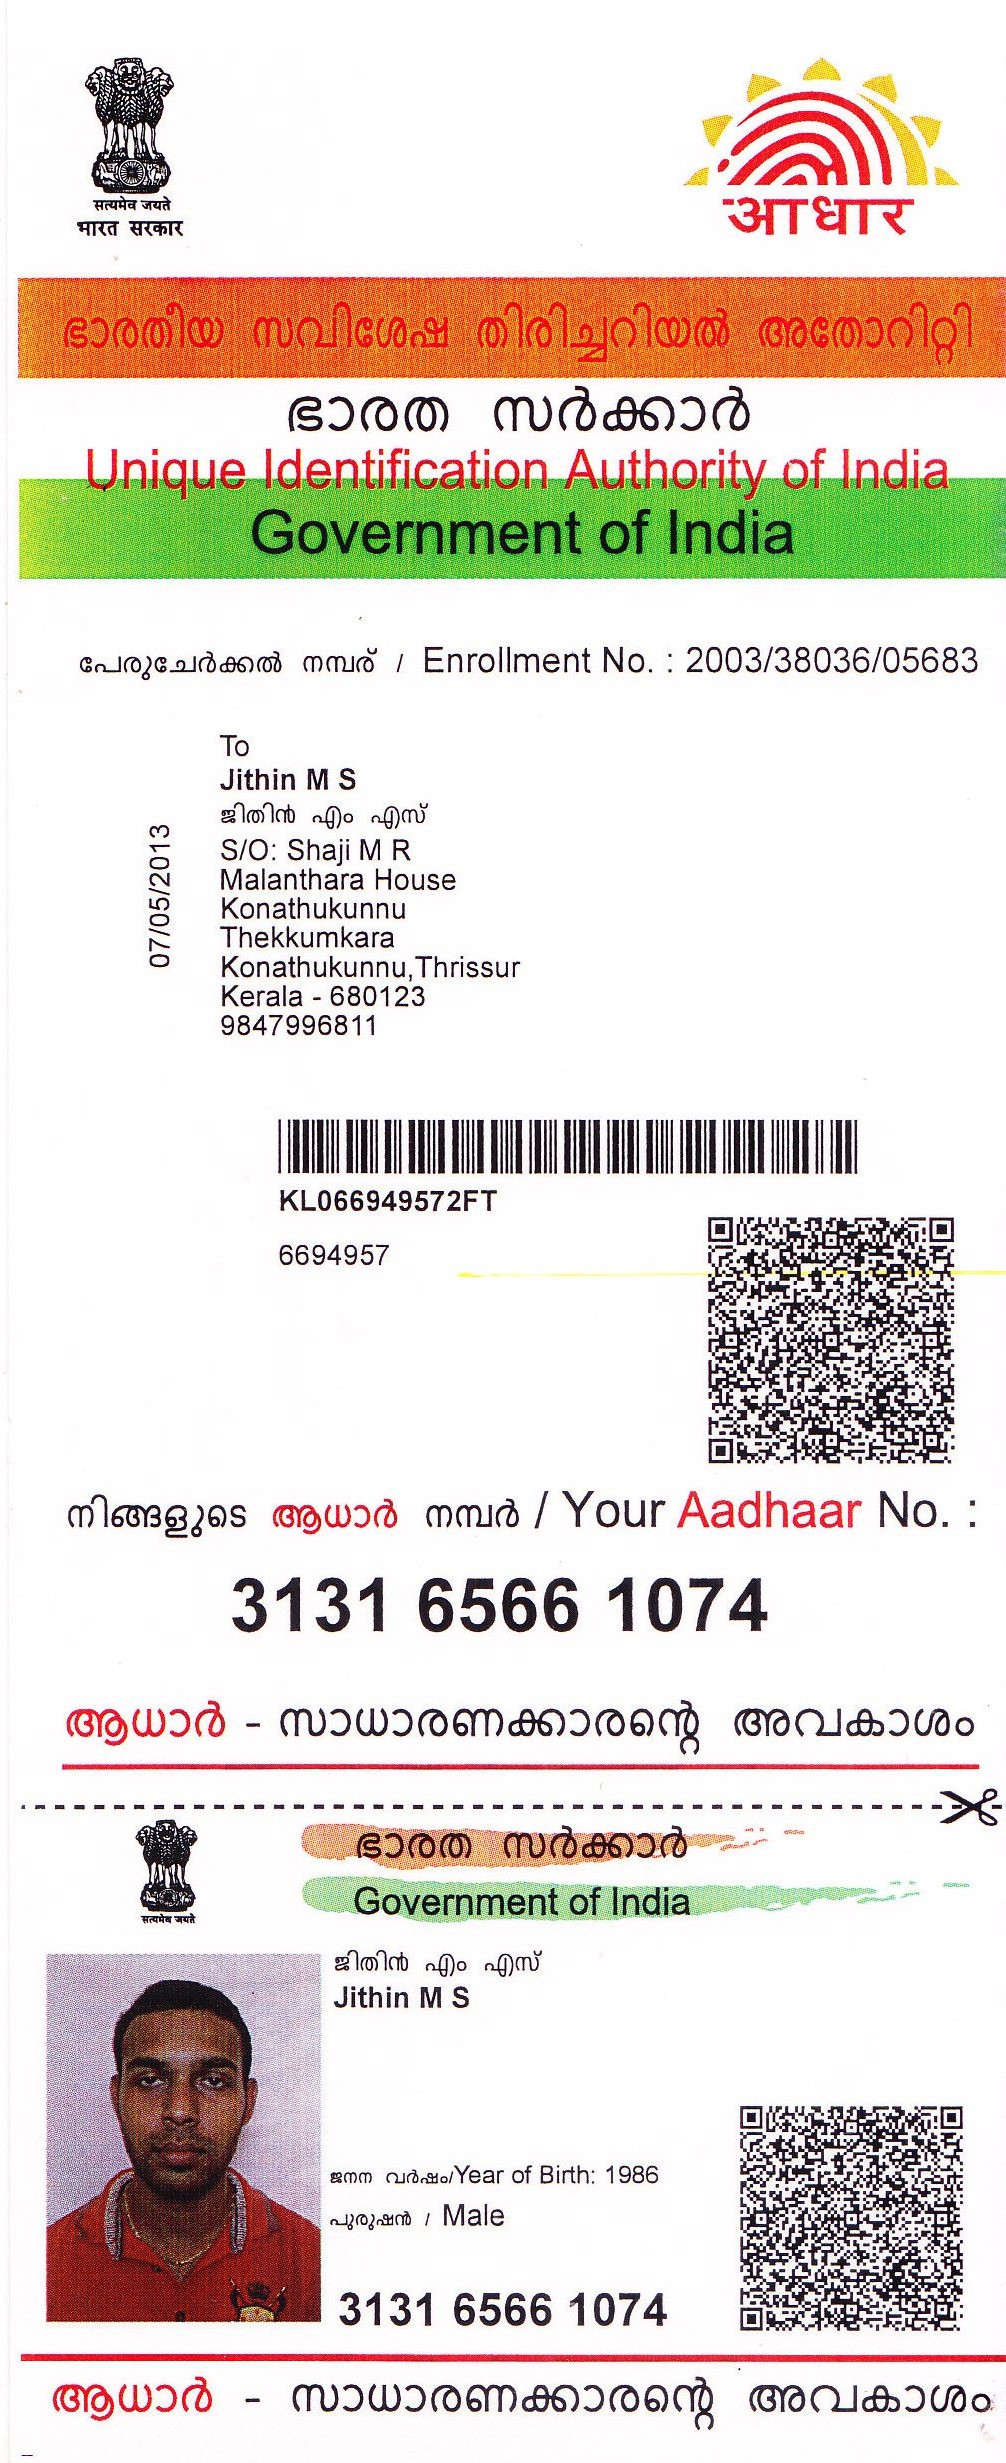 सत्यमेव जयते
भारत सरकार
आधार
ഭാരതീയ സവിശേഷ തിരിച്ചറിയൽ അതോറിറ്റി
ഭാരത സർക്കാർ
Unique Identification Authority of India
Government of India
പേരുചേർക്കൽ നമ്പര് / Enrollment No. : 2003/38036/05683
To
Jithin M S
ജിതിൻ എം എസ്
S/O: Shaji M R
Malanthara House
Konathukunnu
Thekkumkara
Konathukunnu,Thrissur
Kerala - 680123
9847996811
07/05/2013
KL066949572FT
6694957
നിങ്ങളുടെ ആധാർ നമ്പർ / Your Aadhaar No. :
3131 6566 1074
ആധാർ - സാധാരണക്കാരന്റെ അവകാശം
सत्यमेव जयते
ഭാരത സർക്കാർ
Government of India
ജിതിൻ എം എസ്
Jithin M S
ജനന വർഷം/Year of Birth: 1986
പുരുഷൻ / Male
3131 6566 1074
ആധാർ - സാധാരണക്കാരന്റെ അവകാശം